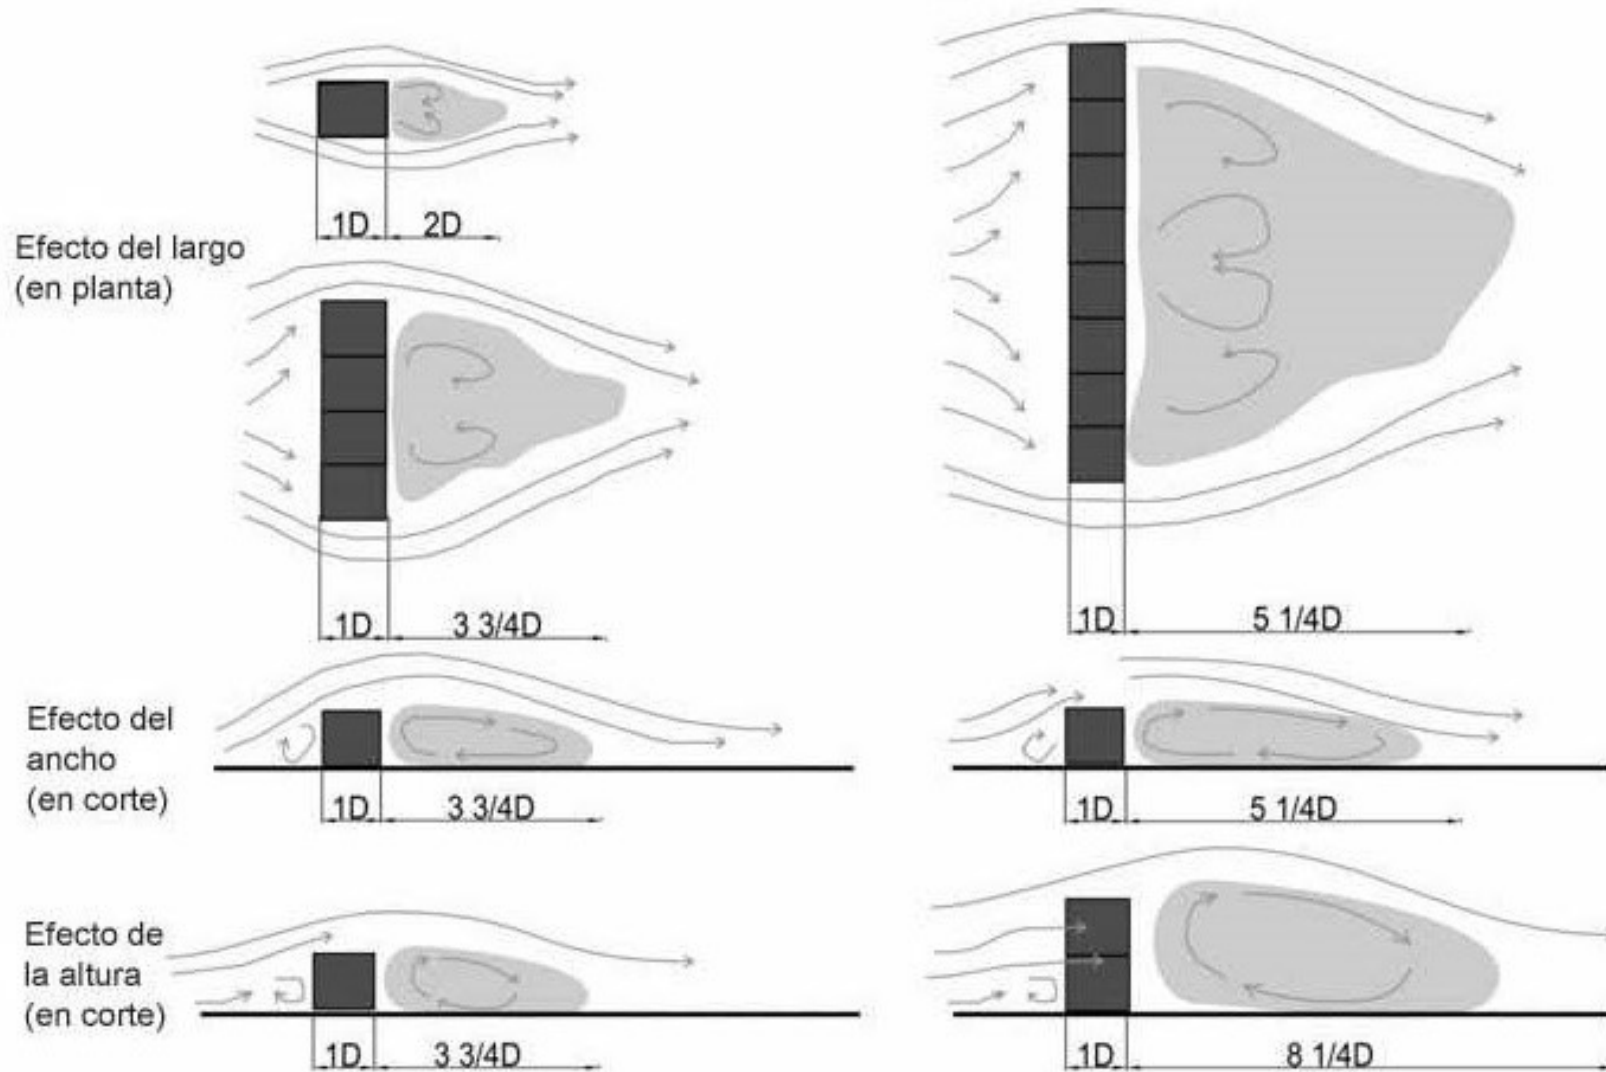 1D 2D
Efecto del largo
(en planta)
1D 3 3/4D
1D 5 1/4D
Efecto del
ancho
(en corte)
1D 3 3/4D
1D 5 1/4D
Efecto de
la altura
(en corte)
1D 3 3/4D
1D 8 1/4D